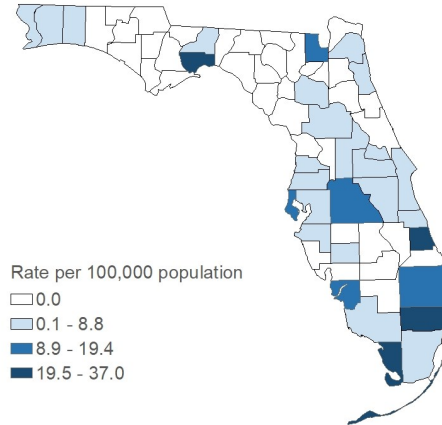 Rate per 100,000 population
0.0
0.1 - 8.8
8.9 - 19.4
19.5 - 37.0